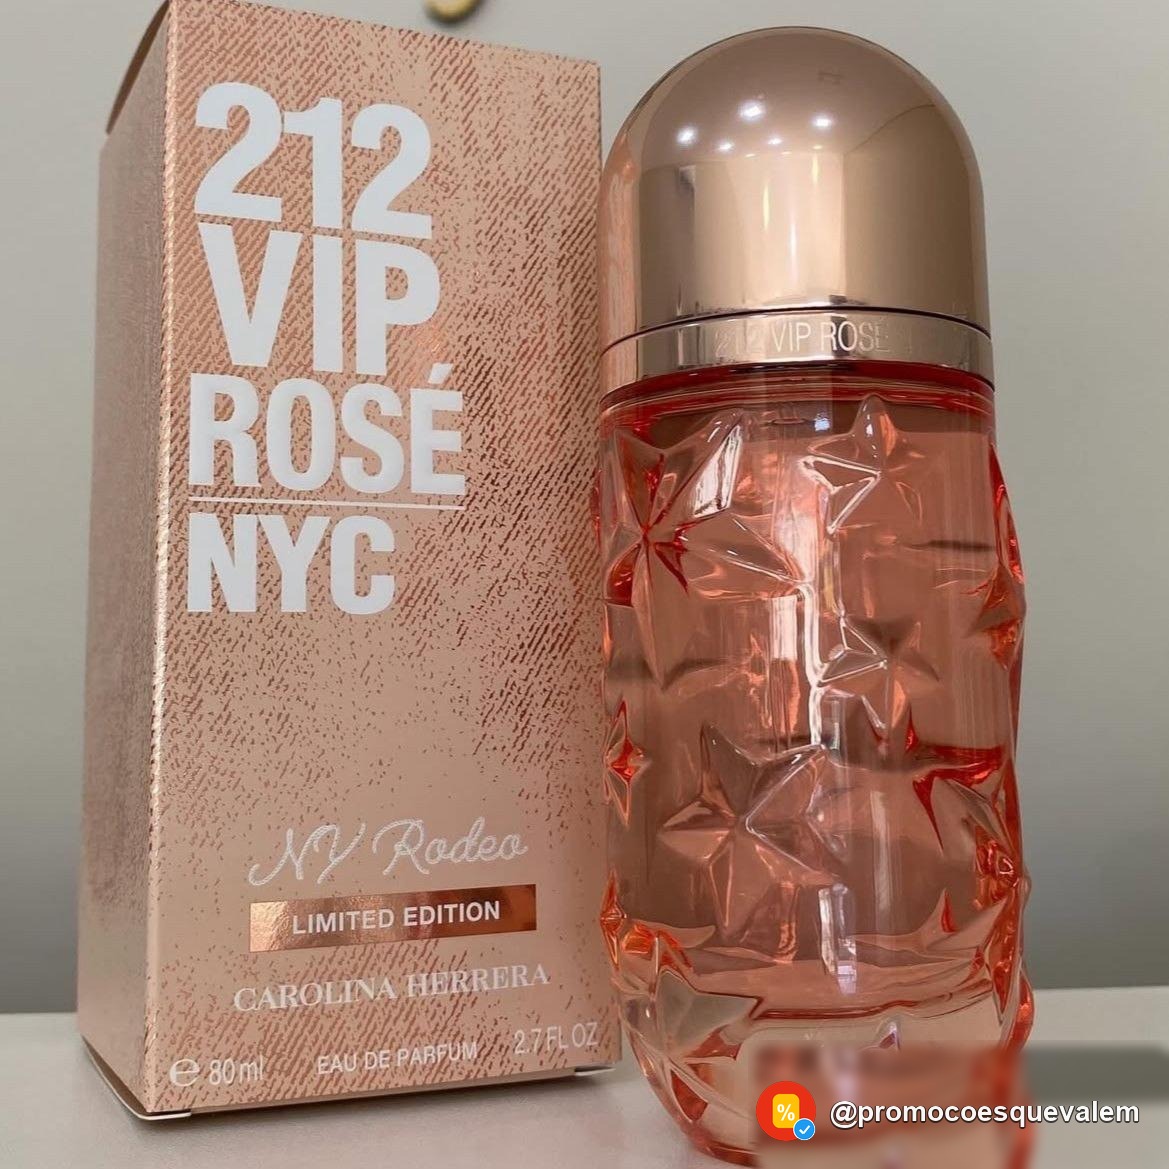 212
VIP
ROSÉ
NYC
NY Rodeo
LIMITED EDITION
CAROLINA HERRERA
e 80 ml EAU DE PARFUM 2.7 FL OZ
212 VIP ROSÉ
%
@promocoesquevalem